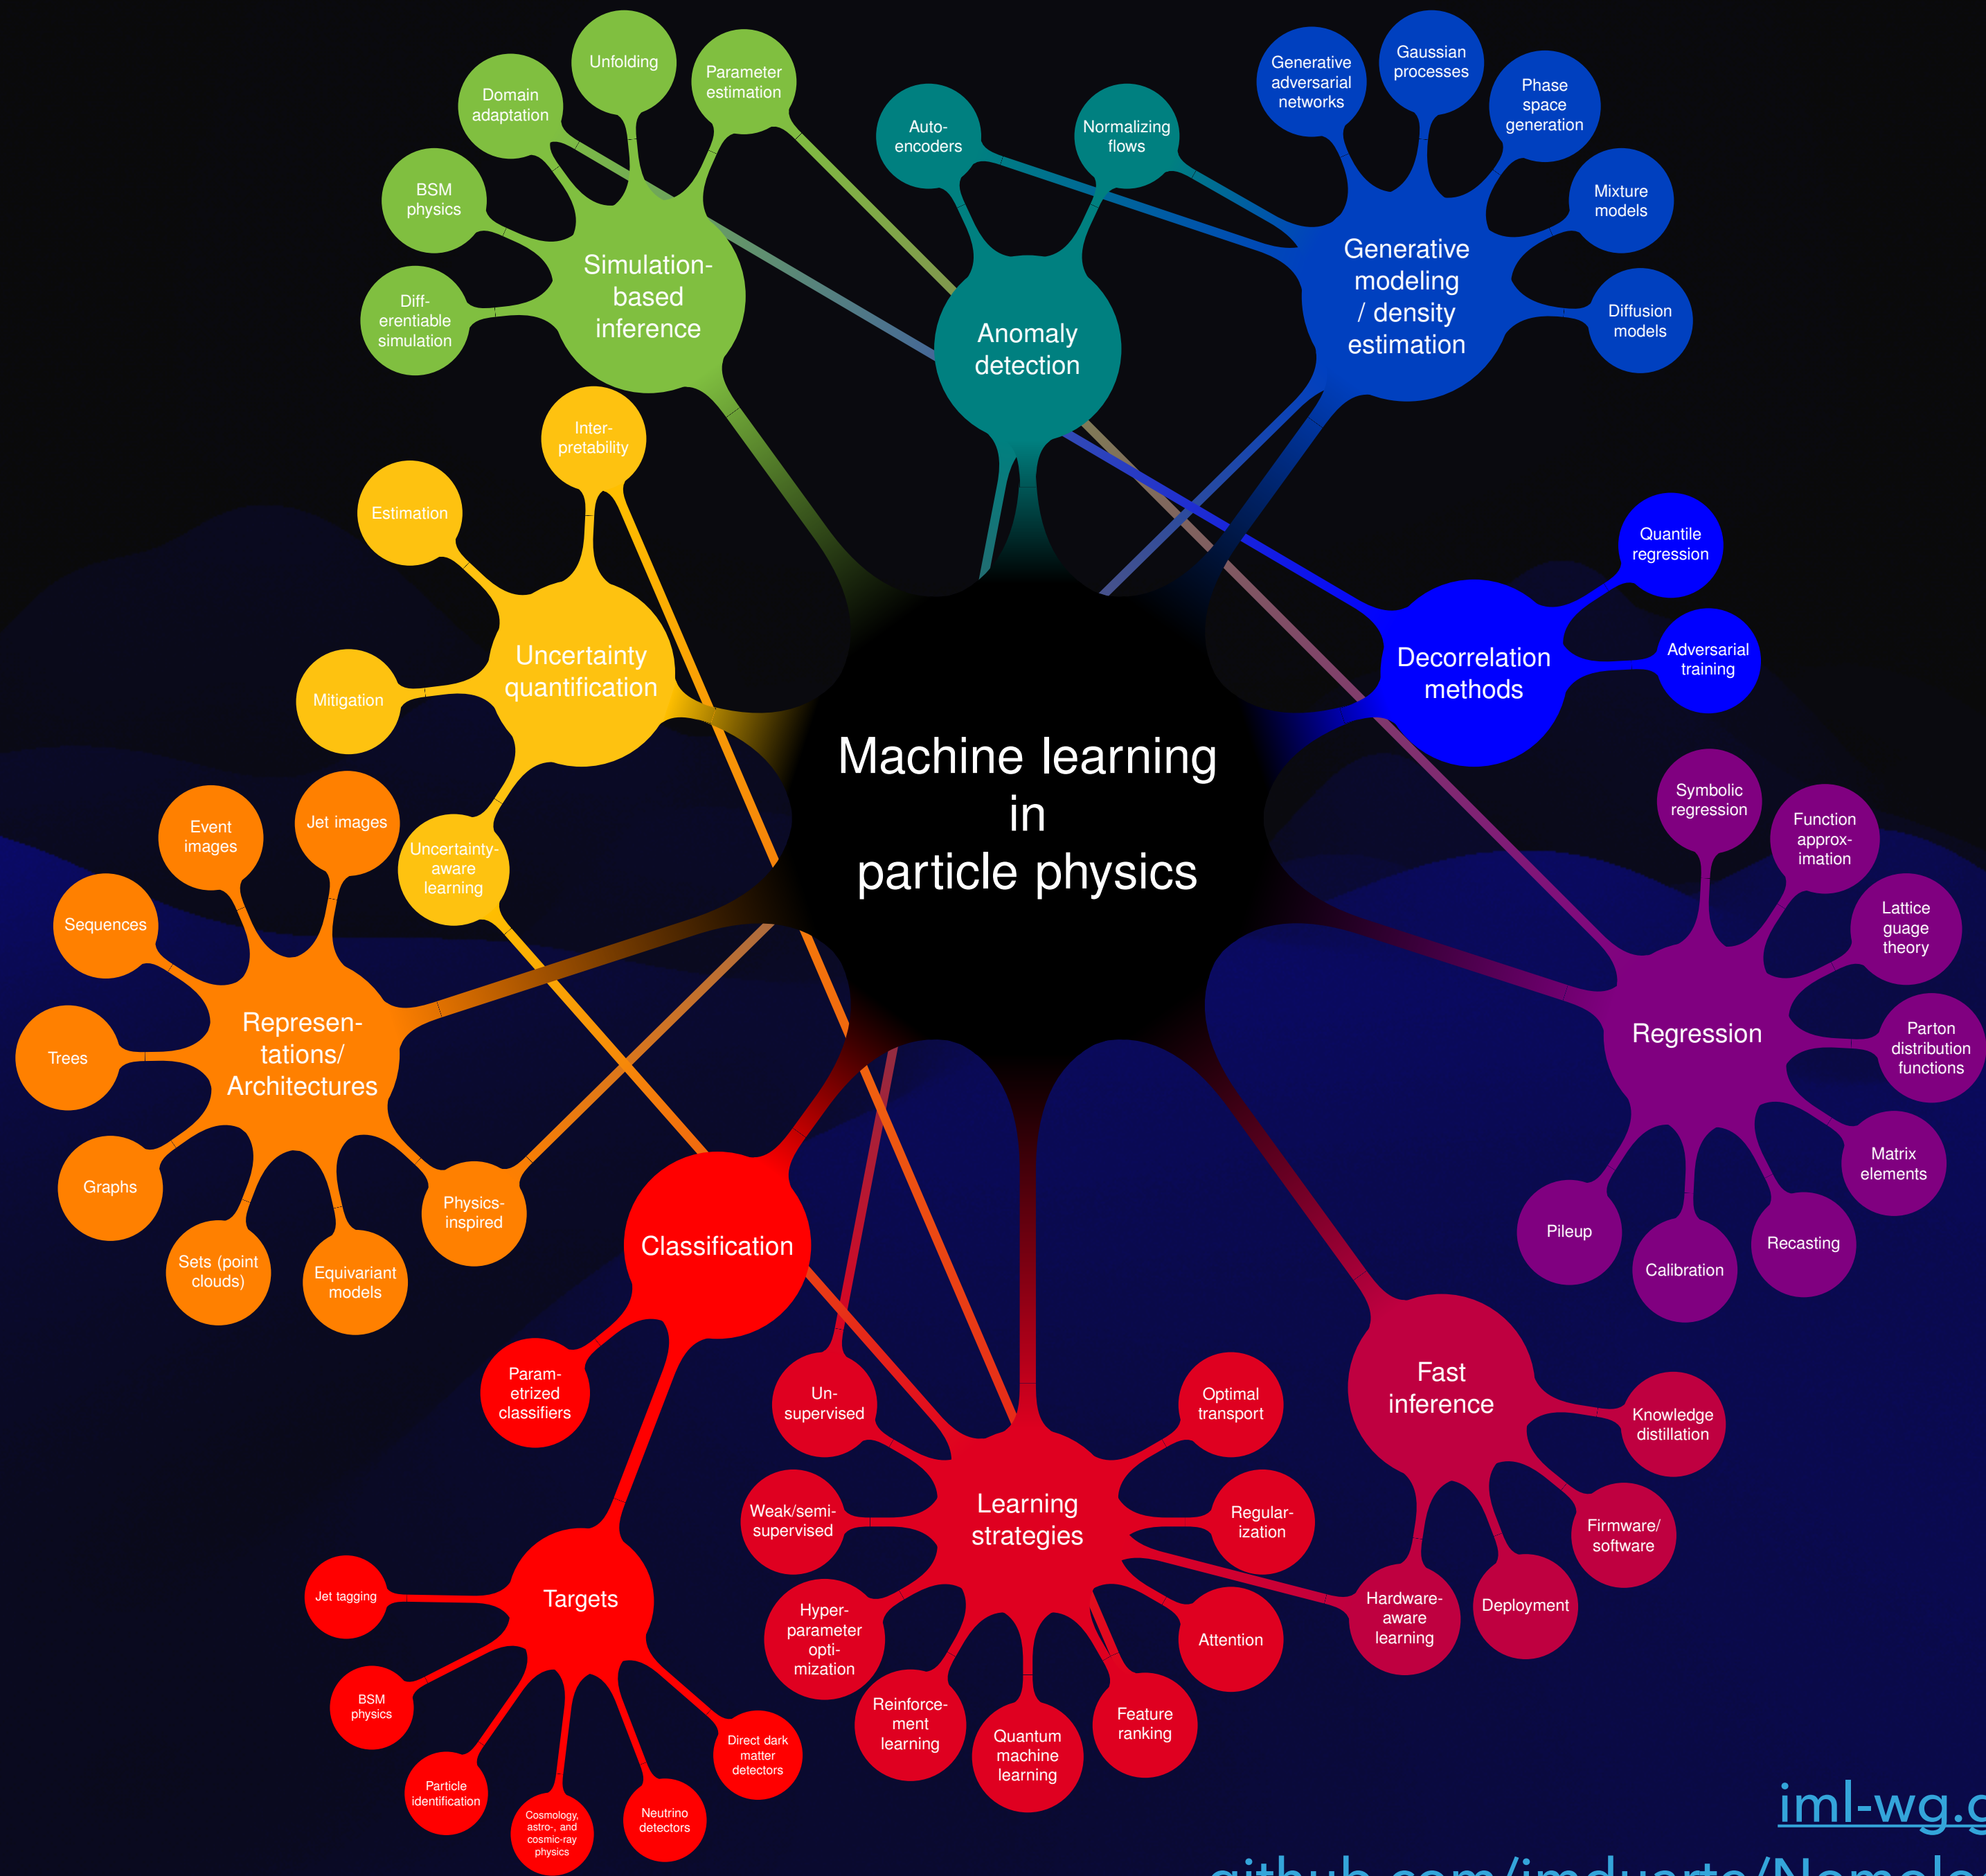 Machine learning
in
particle physics
Simulation-
based
inference
Diff-
erentiable
simulation
BSM
physics
Domain
adaptation
Unfolding
Parameter
estimation
Anomaly
detection
Auto-
encoders
Normalizing
flows
Generative
modeling
/ density
estimation
Generative
adversarial
networks
Gaussian
processes
Phase
space
generation
Mixture
models
Diffusion
models
Decorrelation
methods
Quantile
regression
Adversarial
training
Regression
Symbolic
regression
Function
approx-
imation
Lattice
guage
theory
Parton
distribution
functions
Matrix
elements
Recasting
Calibration
Pileup
Fast
inference
Knowledge
distillation
Firmware/
software
Deployment
Hardware-
aware
learning
Learning
strategies
Optimal
transport
Regular-
ization
Attention
Feature
ranking
Quantum
machine
learning
Reinforce-
ment
learning
Hyper-
parameter
opti-
mization
Weak/semi-
supervised
Un-
supervised
Classification
Param-
etrized
classifiers
Targets
Jet tagging
BSM
physics
Particle
identification
Cosmology,
astro-, and
cosmic-ray
physics
Neutrino
detectors
Direct dark
matter
detectors
Represen-
tations/
Architectures
Jet images
Event
images
Sequences
Trees
Graphs
Sets (point
clouds)
Equivariant
models
Physics-
inspired
Uncertainty
quantification
Inter-
pretability
Estimation
Mitigation
Uncertainty-
aware
learning
iml-wg.g
github.com/jmduarte/Nomolo